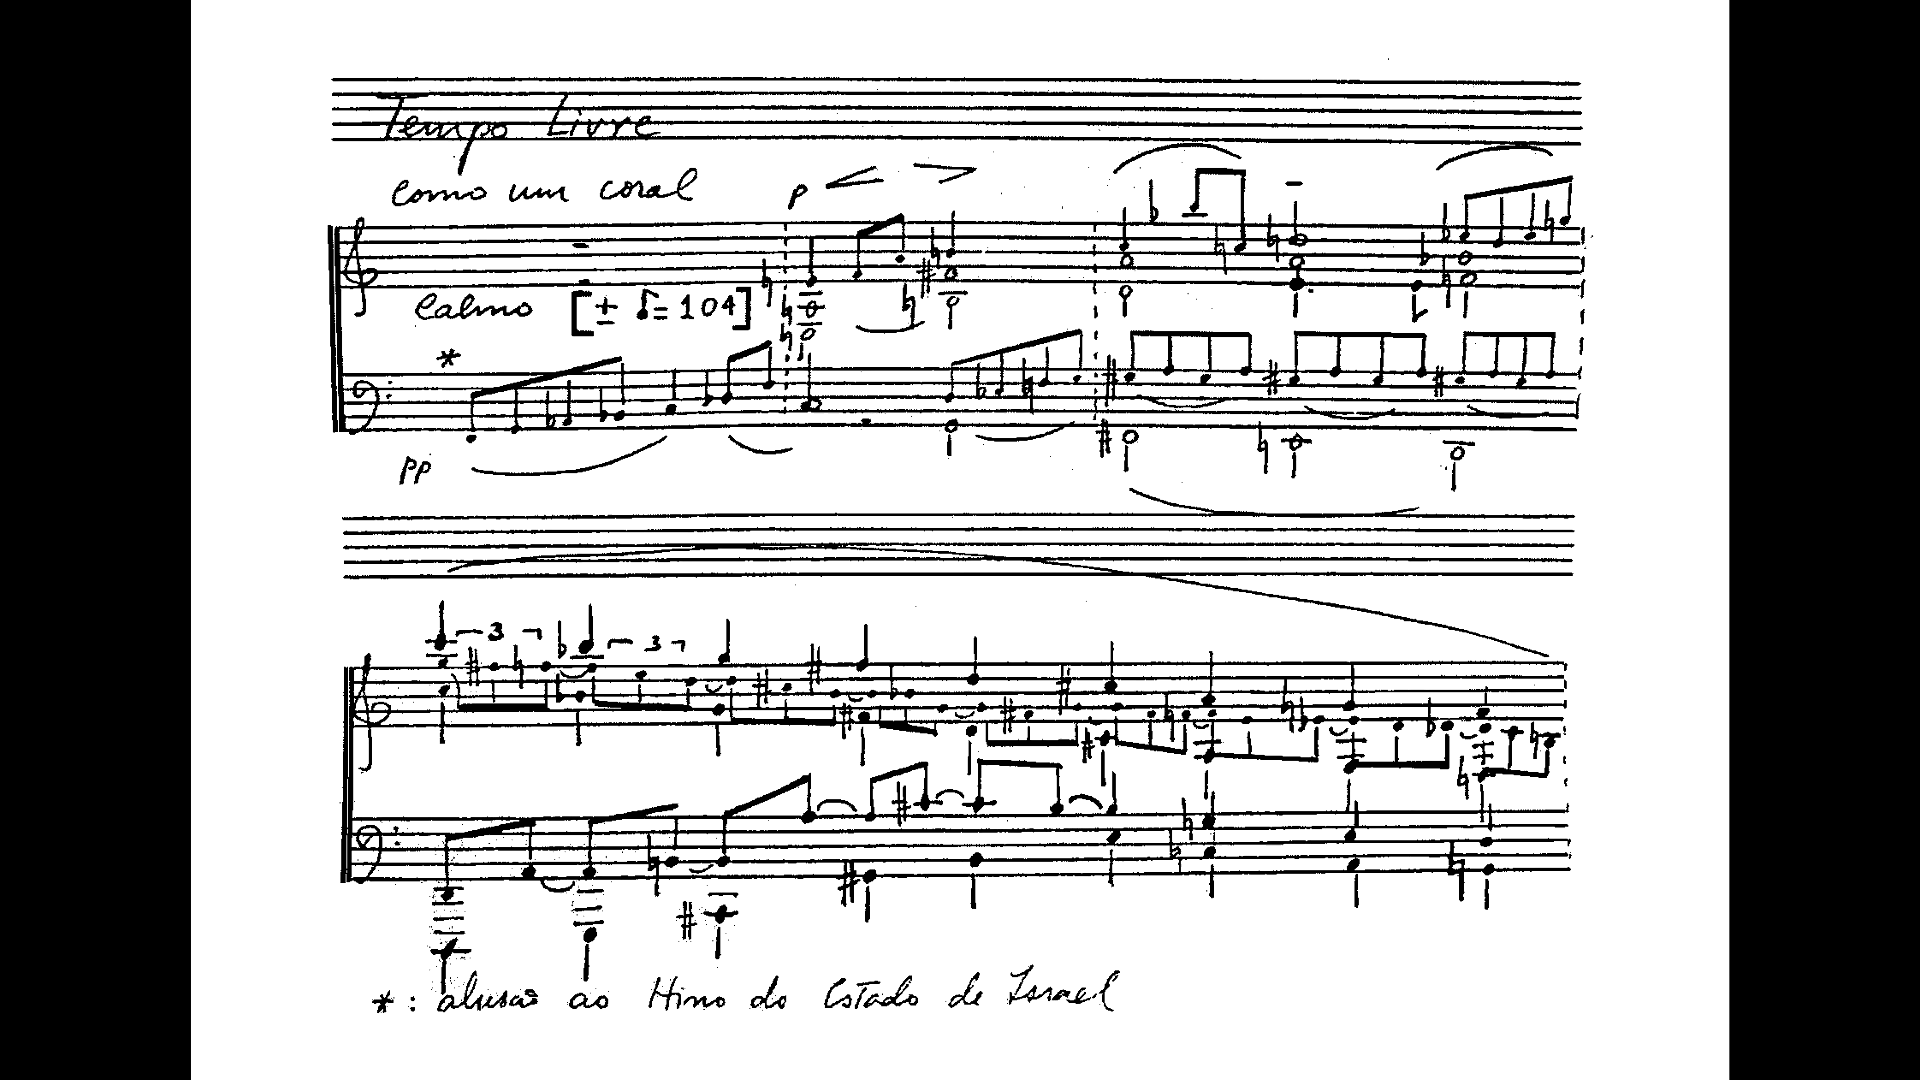 Tempo Livre
como um coral
p
Calmo [± ♪= 104]
*
pp
3 3
*: alusão ao Hino do Estado de Israel